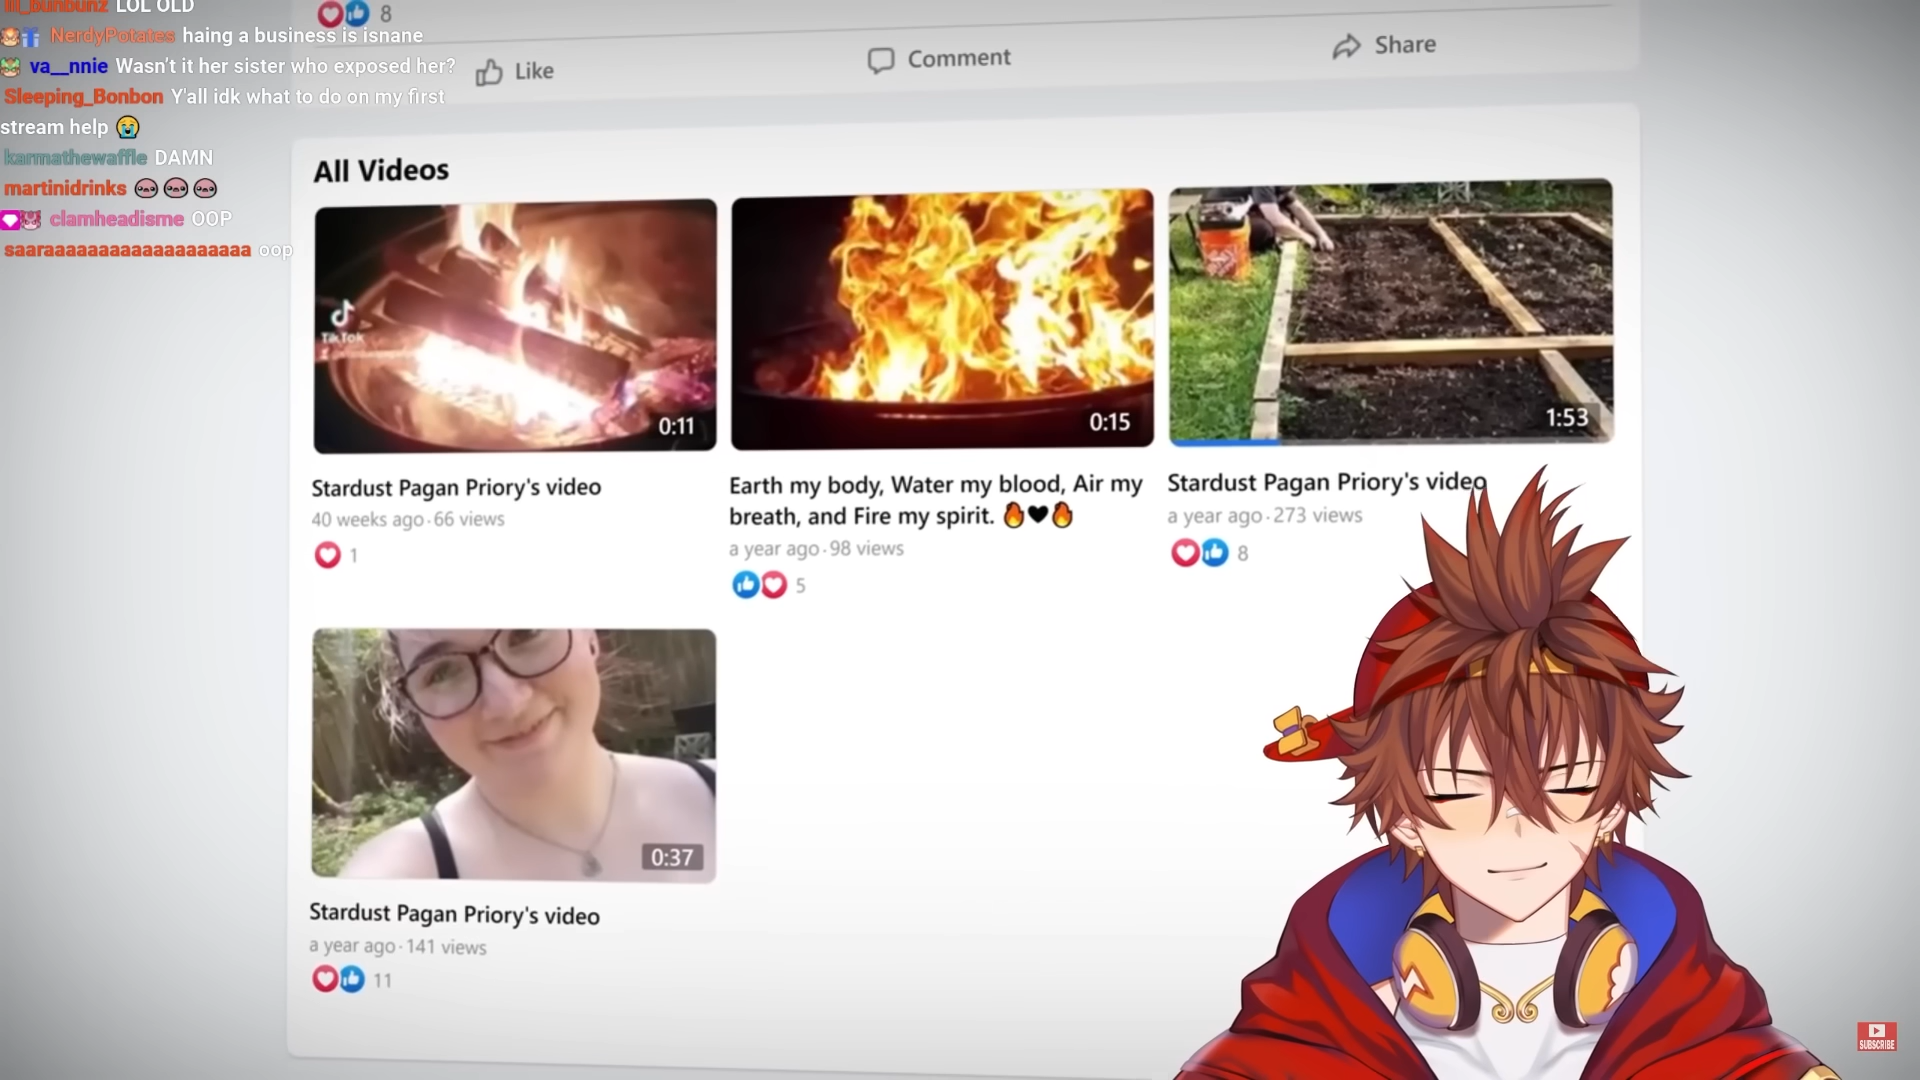 lil_bunbunz LOL OLD
NerdyPotates haing a business is isnane
va__nnie Wasn't it her sister who exposed her?
Sleeping_Bonbon Y'all idk what to do on my first
stream help 😭
karmathewaffle DAMN
martinidrinks
clamheadisme OOP
saaraaaaaaaaaaaaaaaaaaa oop
8
Like
Comment
Share
All Videos
TikTok
0:11
0:15
1:53
Stardust Pagan Priory's video
40 weeks ago · 66 views
1
Earth my body, Water my blood, Air my
breath, and Fire my spirit. 🔥🖤🔥
a year ago · 98 views
5
Stardust Pagan Priory's video
a year ago · 273 views
8
0:37
Stardust Pagan Priory's video
a year ago · 141 views
11
SUBSCRIBE